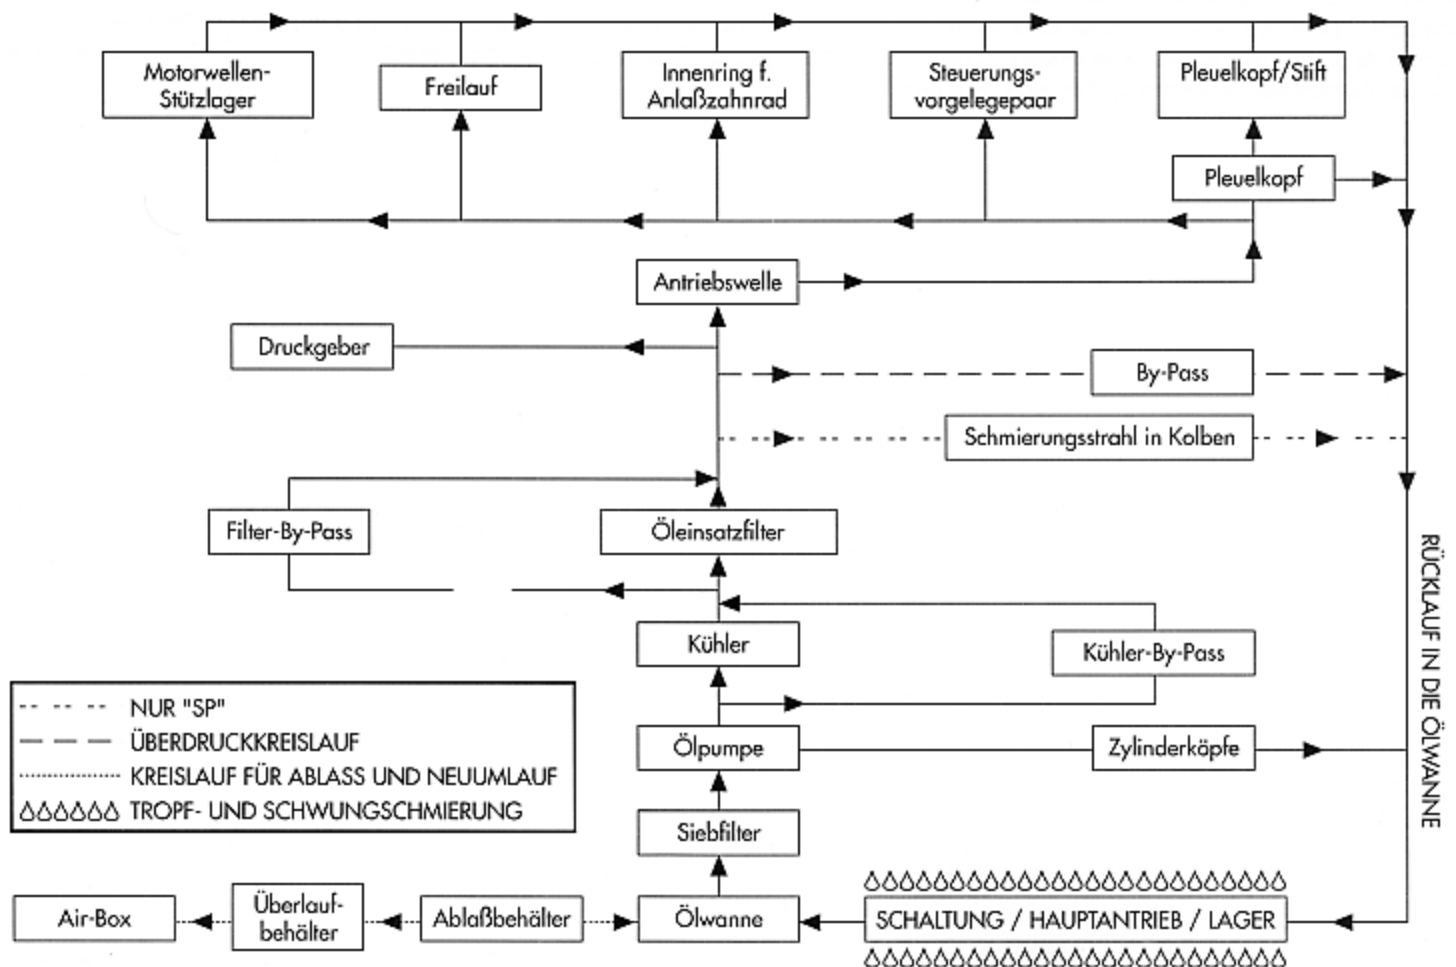 Motorwellen-
Stützlager
Freilauf
Innenring f.
Anlaßzahnrad
Steuerungs-
vorgelegepaar
Pleuelkopf/Stift
Pleuelkopf
Antriebswelle
Druckgeber
By-Pass
Schmierungsstrahl in Kolben
Filter-By-Pass
Öleinsatzfilter
Kühler
Kühler-By-Pass
RÜCKLAUF IN DIE ÖLWANNE
NUR "SP"
ÜBERDRUCKKREISLAUF
KREISLAUF FÜR ABLASS UND NEUUMLAUF
TROPF- UND SCHWUNGSCHMIERUNG
Ölpumpe
Zylinderköpfe
Siebfilter
Air-Box
Überlauf-
behälter
Ablaßbehälter
Ölwanne
SCHALTUNG / HAUPTANTRIEB / LAGER